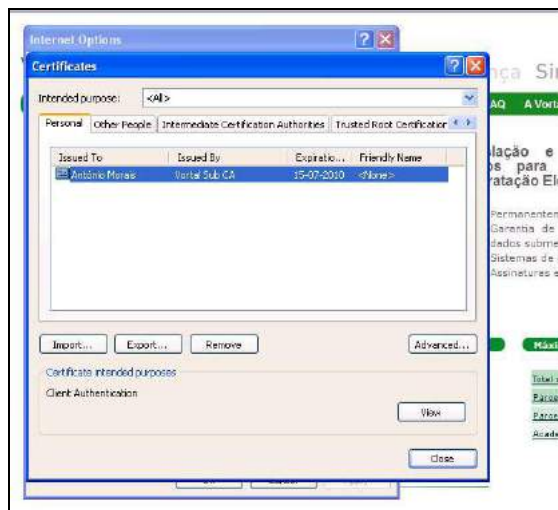 Internet Options
Certificates
Intended purpose: <All>
Personal Other People Intermediate Certification Authorities Trusted Root Certification
Issued To Issued By Expiratio... Friendly Name
António Morais Vortal Sub CA 15-07-2010 <None>
Import... Export... Remove Advanced...
Certificate intended purposes
Client Authentication
View
Close
nça Sim
AQ A Vorta
lação e
os para
ratação El
Permanentem
Garantia de
dados subme
Sistemas de
Assinaturas e
Máxi
Total
Parce
Parce
Acade